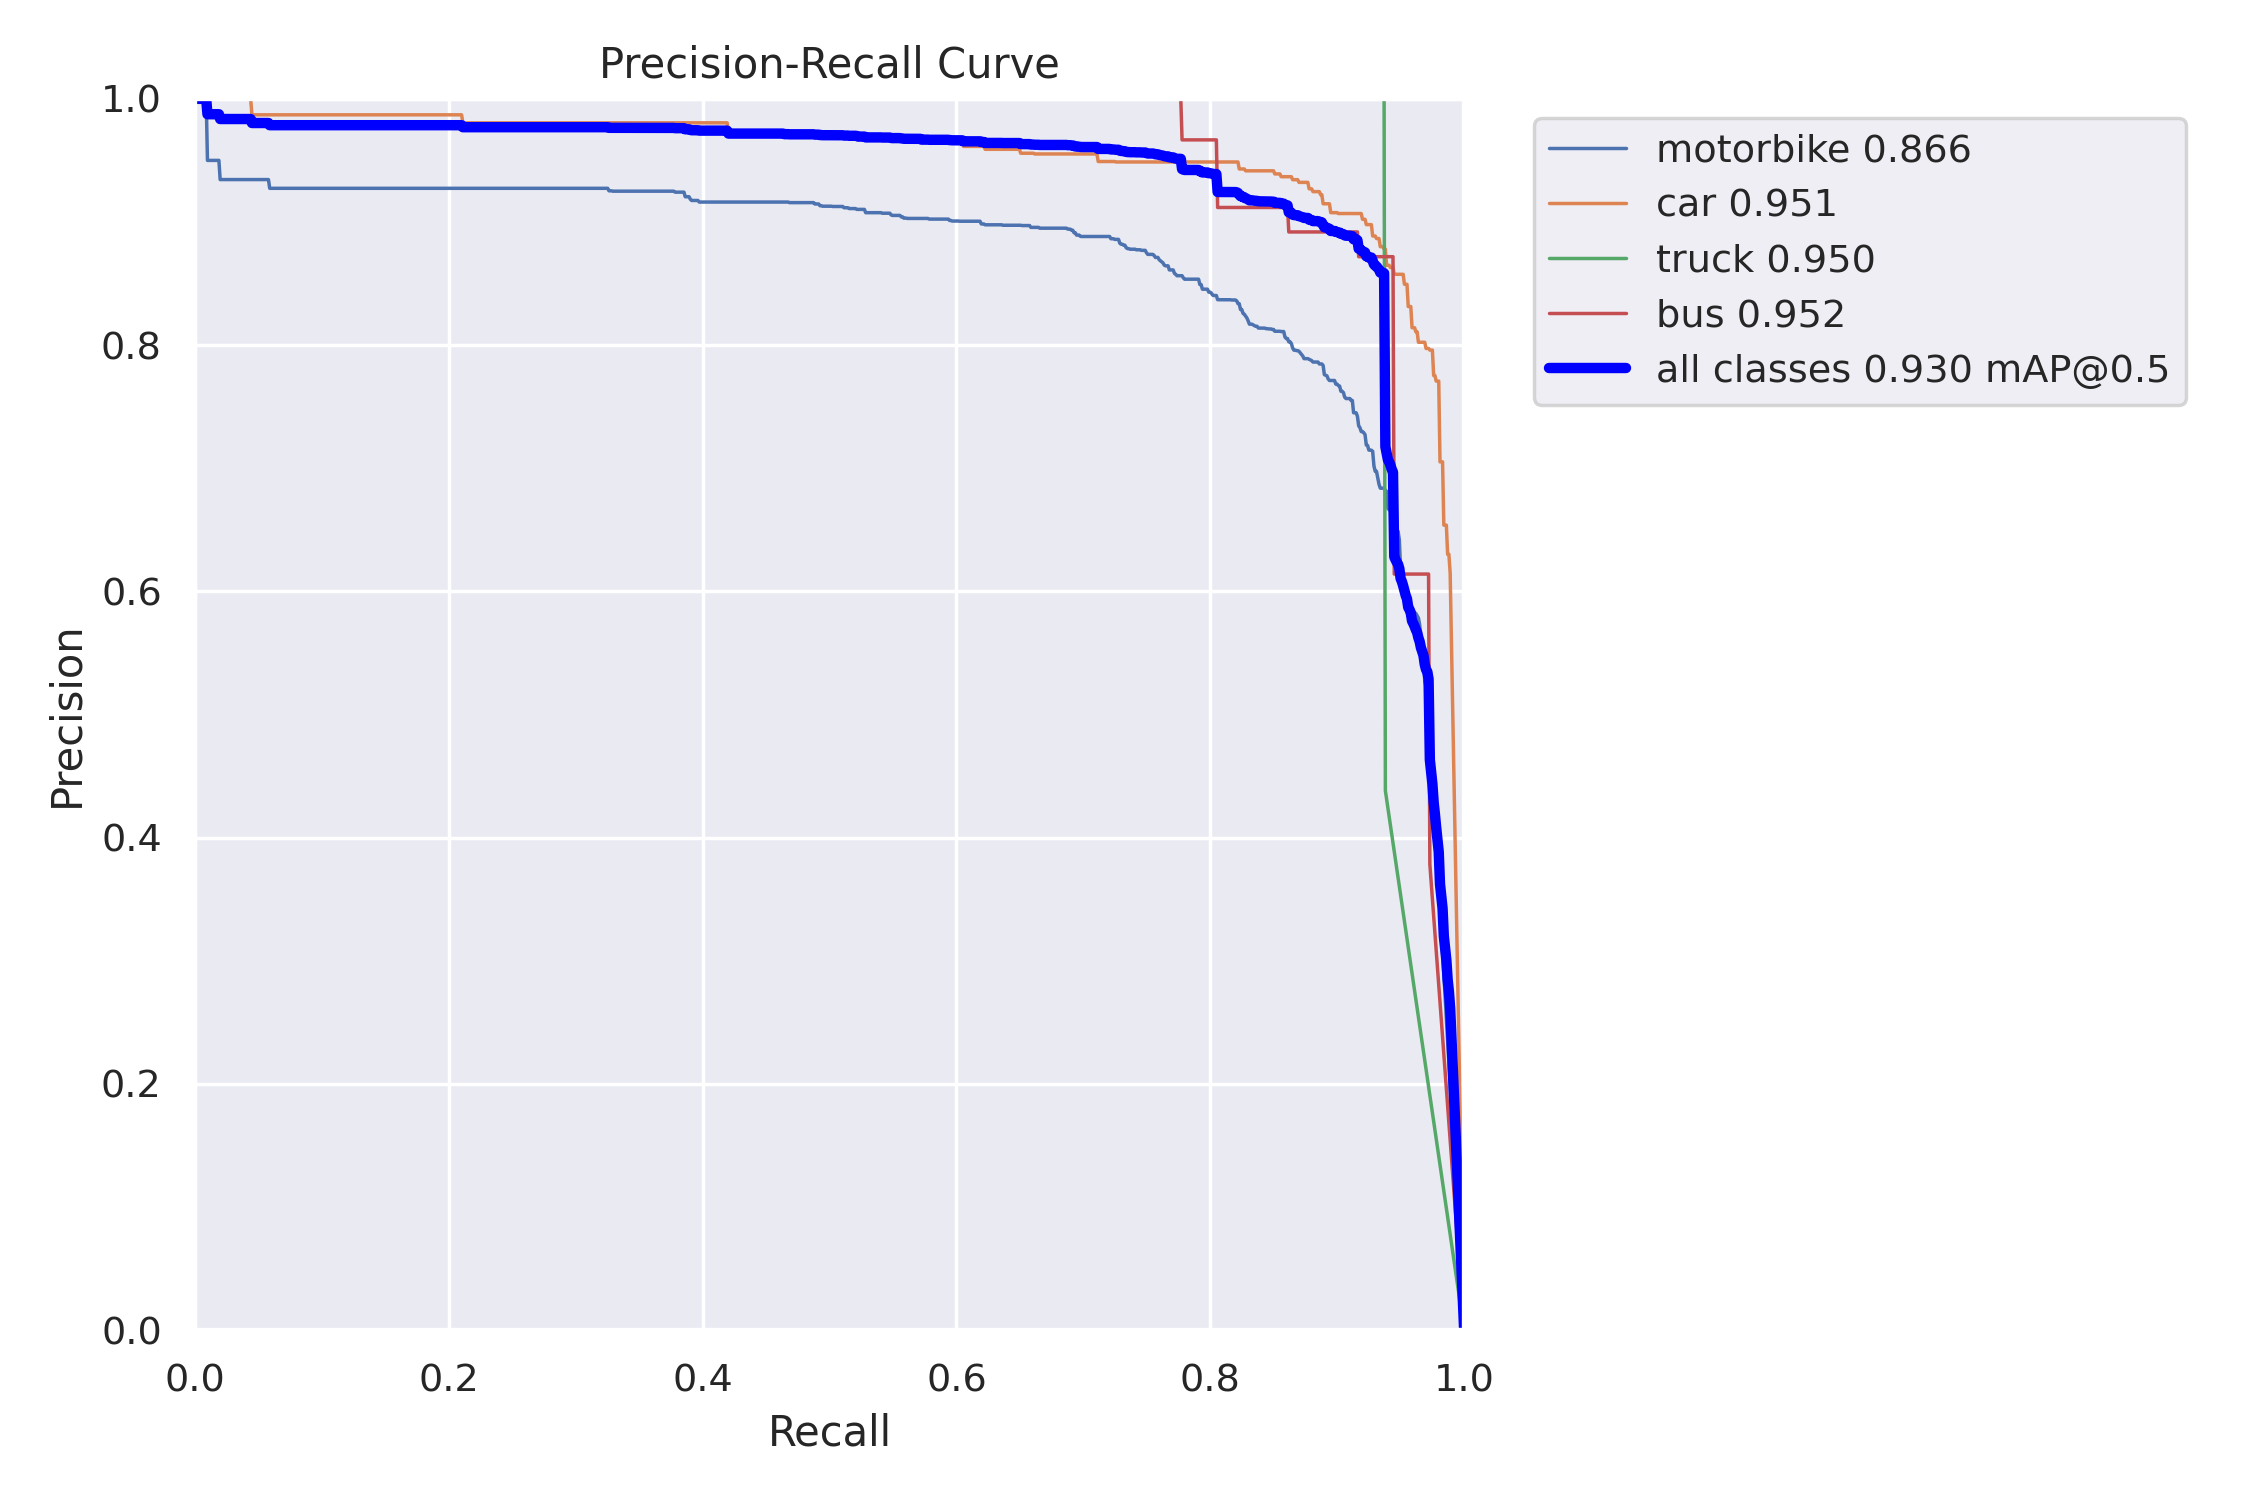 Precision-Recall Curve
1.0
0.8
0.6
0.4
0.2
0.0
Precision
0.0 0.2 0.4 0.6 0.8 1.0
Recall
motorbike 0.866
car 0.951
truck 0.950
bus 0.952
all classes 0.930 mAP@0.5